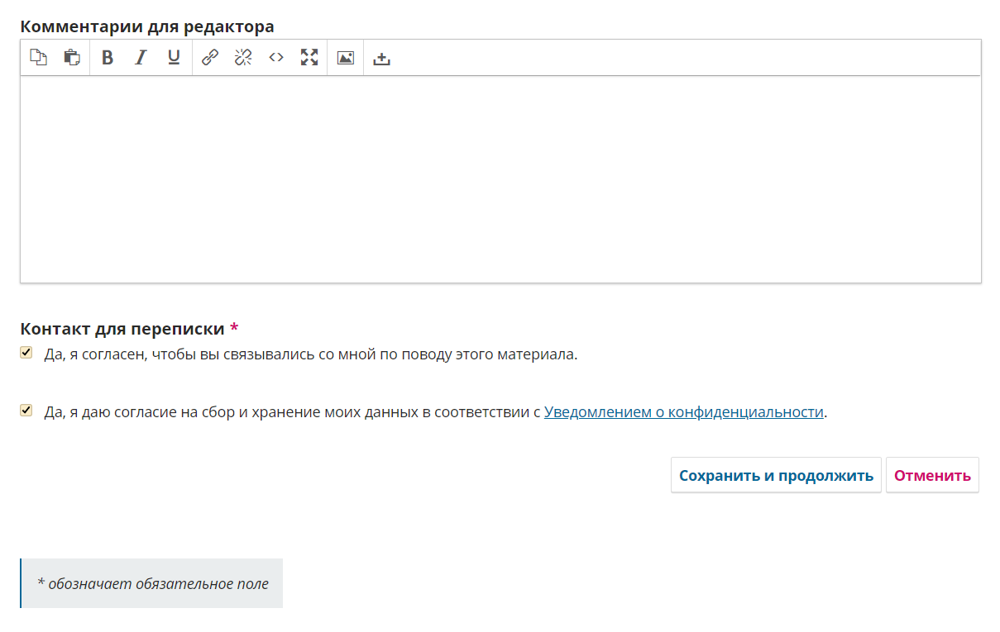 Комментарии для редактора
B I U
Контакт для переписки *
Да, я согласен, чтобы вы связывались со мной по поводу этого материала.
Да, я даю согласие на сбор и хранение моих данных в соответствии с Уведомлением о конфиденциальности.
Сохранить и продолжить Отменить
* обозначает обязательное поле